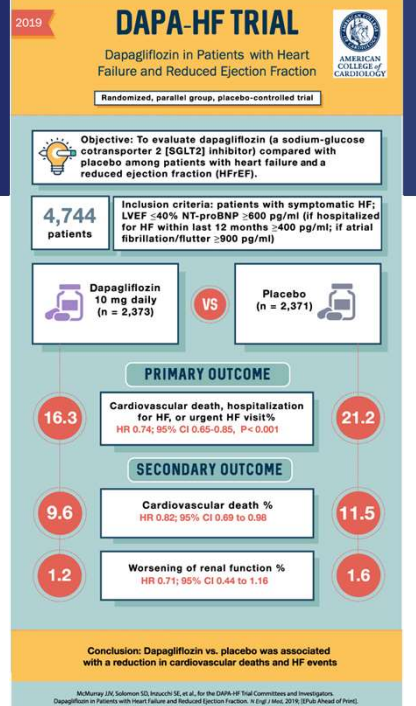 2019
DAPA-HF TRIAL
Dapagliflozin in Patients with Heart
Failure and Reduced Ejection Fraction
AMERICAN COLLEGE of CARDIOLOGY
AMERICAN
COLLEGE of
CARDIOLOGY
Randomized, parallel group, placebo-controlled trial
Objective: To evaluate dapagliflozin (a sodium-glucose
cotransporter 2 [SGLT2] inhibitor) compared with
placebo among patients with heart failure and a
reduced ejection fraction (HFrEF).
4,744
patients
Inclusion criteria: patients with symptomatic HF;
LVEF ≤40% NT-proBNP ≥600 pg/ml (if hospitalized
for HF within last 12 months ≥400 pg/ml; if atrial
fibrillation/flutter ≥900 pg/ml)
Dapagliflozin
10 mg daily
(n = 2,373)
VS
Placebo
(n = 2,371)
PRIMARY OUTCOME
16.3
Cardiovascular death, hospitalization
for HF, or urgent HF visit%
HR 0.74; 95% CI 0.65-0.85, P< 0.001
21.2
SECONDARY OUTCOME
9.6
Cardiovascular death %
HR 0.82; 95% CI 0.69 to 0.98
11.5
1.2
Worsening of renal function %
HR 0.71; 95% CI 0.44 to 1.16
1.6
Conclusion: Dapagliflozin vs. placebo was associated
with a reduction in cardiovascular deaths and HF events
McMurray JJV, Solomon SD, Inzucchi SE, et al., for the DAPA-HF Trial Committees and Investigators.
Dapagliflozin in Patients with Heart Failure and Reduced Ejection Fraction. N Engl J Med, 2019; [EPub Ahead of Print].